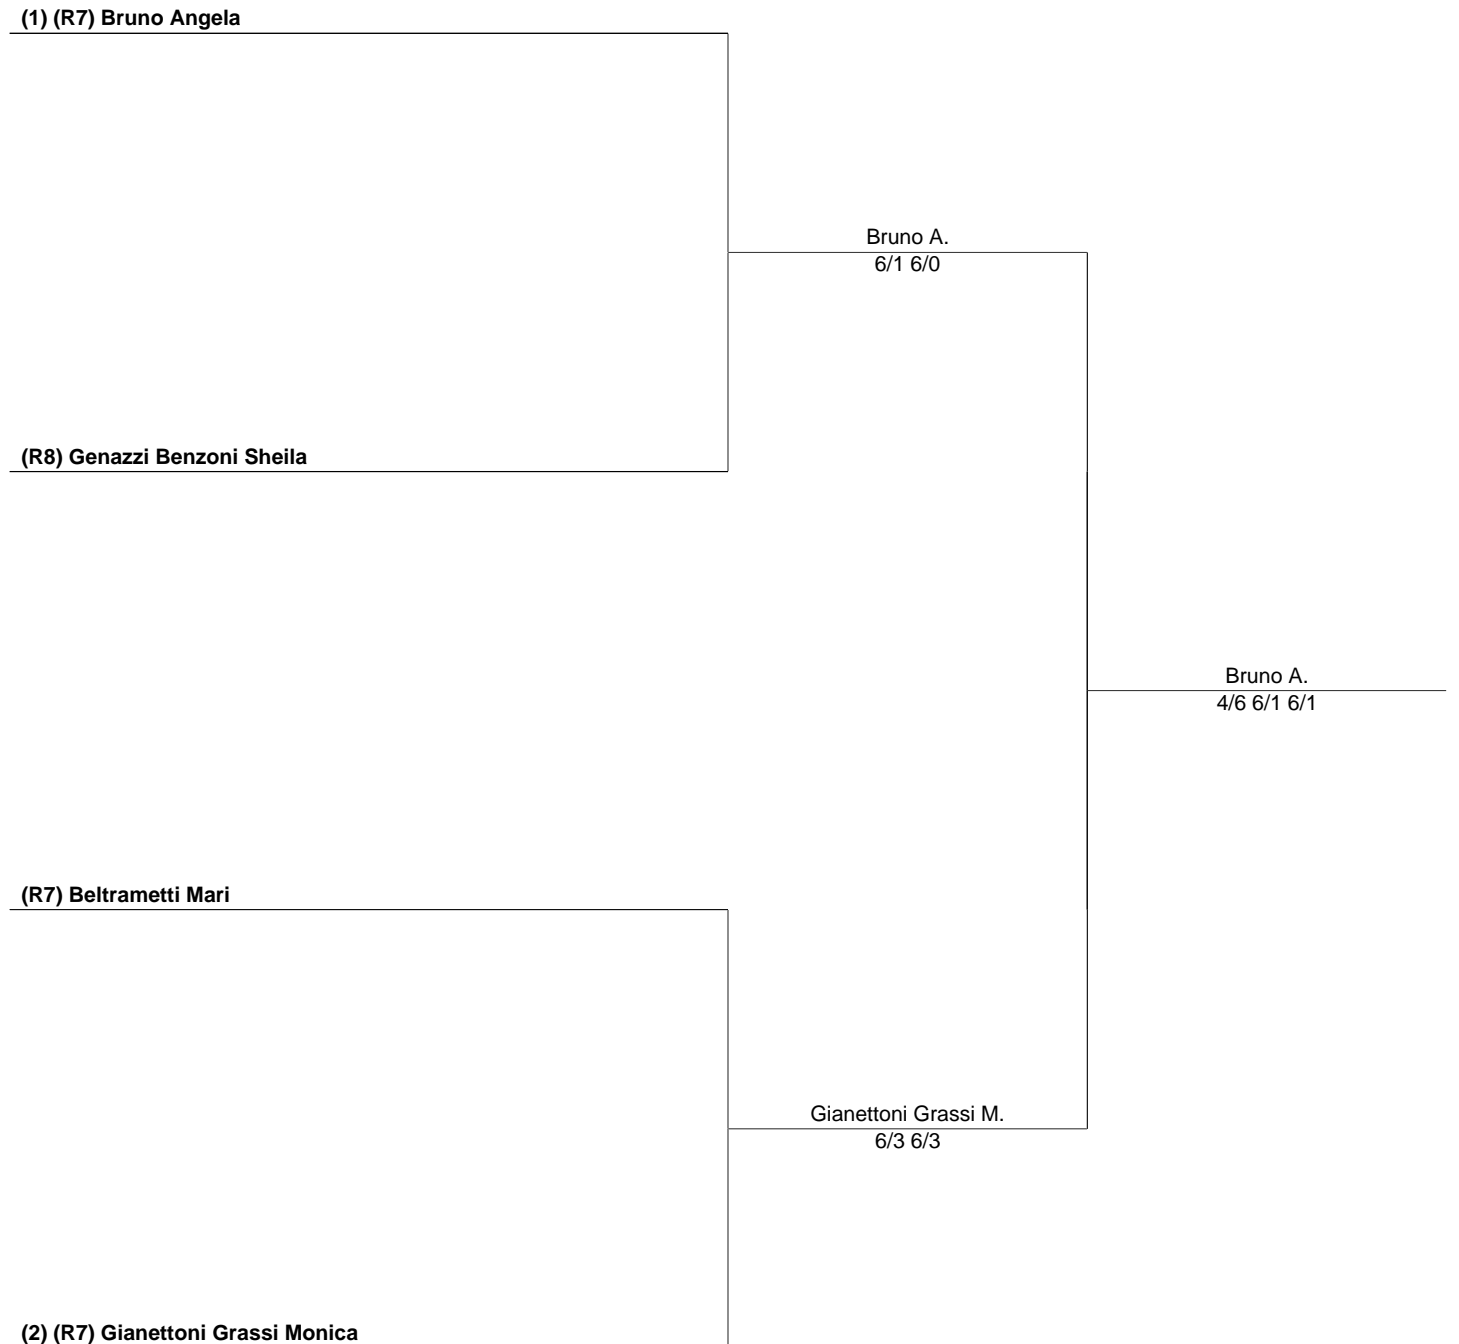 (1) (R7) Bruno Angela
Bruno A.
6/1 6/0
(R8) Genazzi Benzoni Sheila
Bruno A.
4/6 6/1 6/1
(R7) Beltrametti Mari
Gianettoni Grassi M.
6/3 6/3
(2) (R7) Gianettoni Grassi Monica